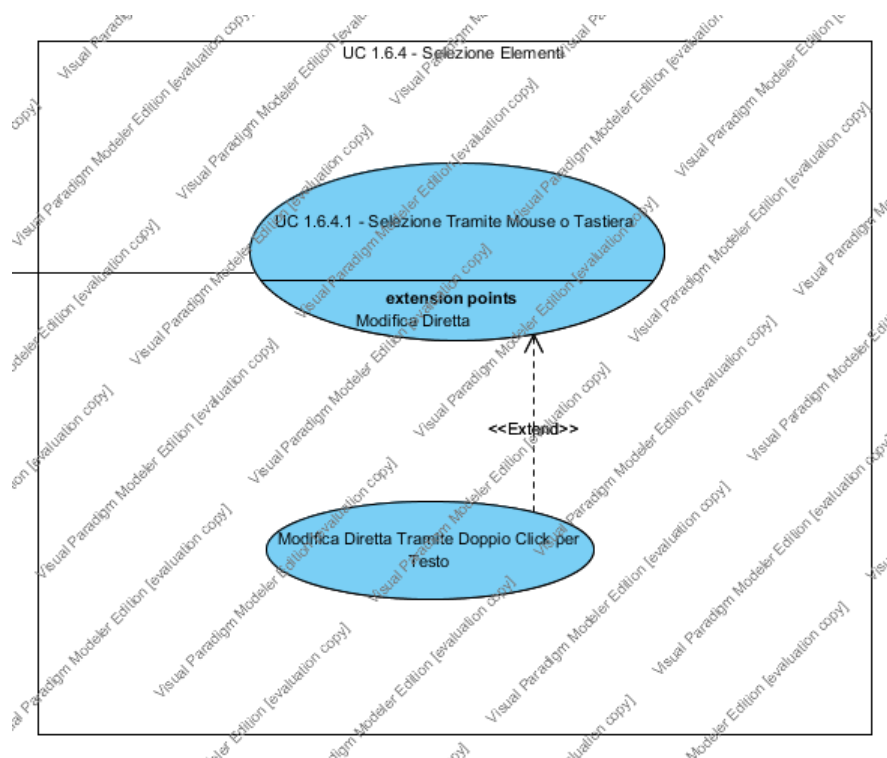 UC 1.6.4 - Selezione Elementi
UC 1.6.4.1 - Selezione Tramite Mouse o Tastiera
extension points
Modifica Diretta
<<Extend>>
Modifica Diretta Tramite Doppio Click per
Testo
Visual Paradigm Modeler Edition [evaluation copy]